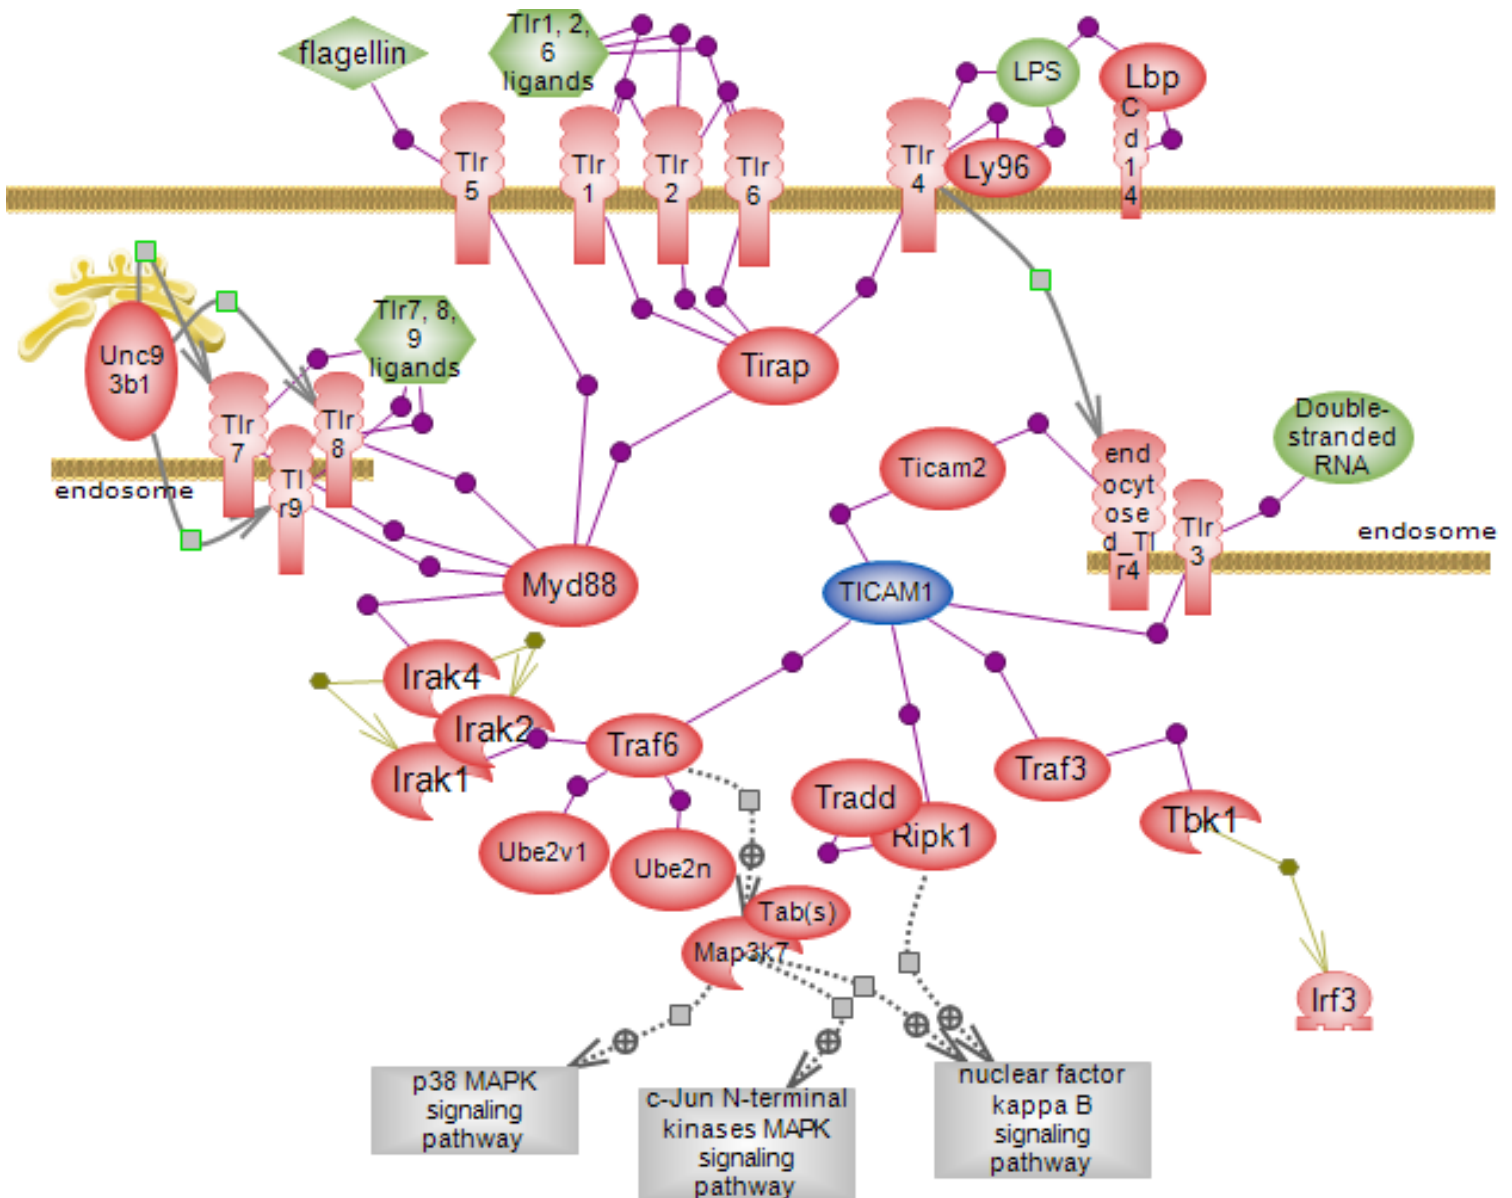 flagellin
Tlr1, 2,
6
ligands
LPS
Lbp
C
d
1
4
Tlr
5
Tlr
1
Tlr
2
Tlr
6
Tlr
4
Ly96
Unc9
3b1
Tlr7, 8,
9
ligands
Tirap
Tlr
7
Tlr
8
Tl
r9
endosome
Ticam2
end
ocyt
ose
d_Tl
r4
Tlr
3
Double-
stranded
RNA
endosome
Myd88
TICAM1
Irak4
Irak2
Irak1
Traf6
Traf3
Tradd
Ripk1
Tbk1
Ube2v1
Ube2n
Tab(s)
Map3k7
Irf3
p38 MAPK
signaling
pathway
c-Jun N-terminal
kinases MAPK
signaling
pathway
nuclear factor
kappa B
signaling
pathway